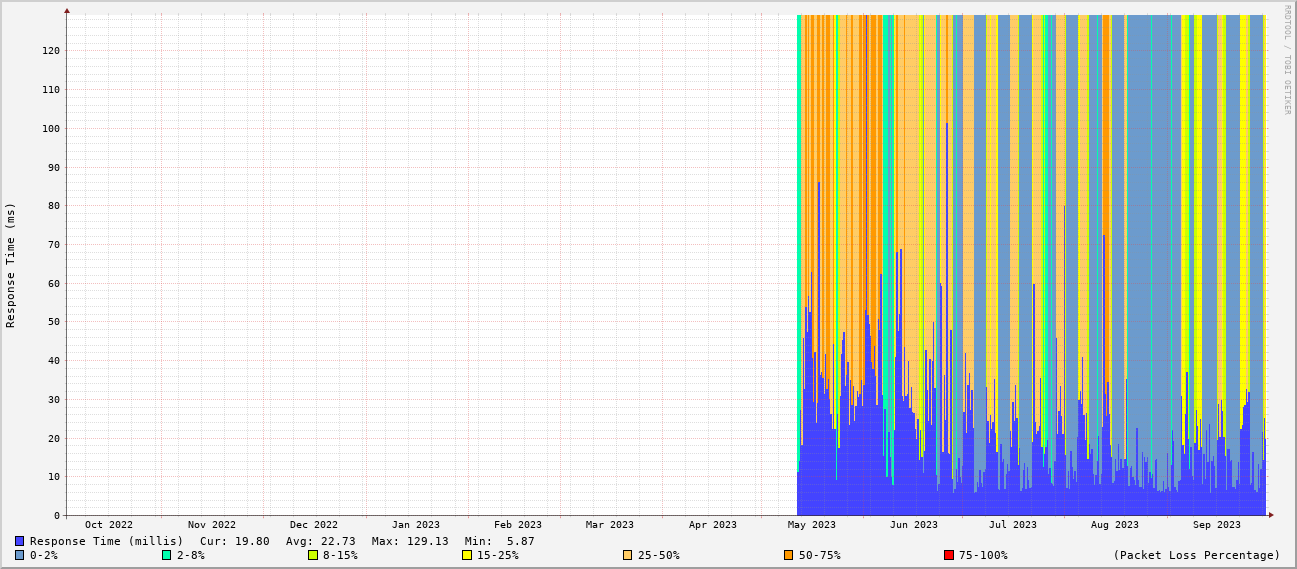 RRDTOOL / TOBI OETIKER
Response Time (ms)
120
110
100
90
80
70
60
50
40
30
20
10
0
Oct 2022 Nov 2022 Dec 2022 Jan 2023 Feb 2023 Mar 2023 Apr 2023 May 2023 Jun 2023 Jul 2023 Aug 2023 Sep 2023
Response Time (millis) Cur: 19.80 Avg: 22.73 Max: 129.13 Min: 5.87
0-2% 2-8% 8-15% 15-25% 25-50% 50-75% 75-100% (Packet Loss Percentage)